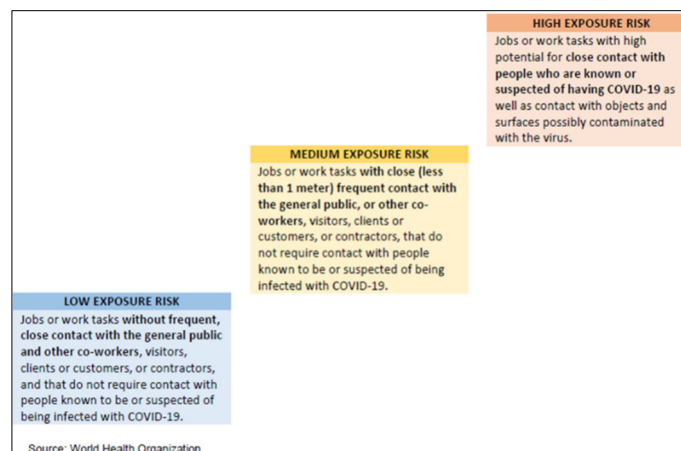 HIGH EXPOSURE RISK
Jobs or work tasks with high
potential for close contact with
people who are known or
suspected of having COVID-19 as
well as contact with objects and
surfaces possibly contaminated
with the virus.
MEDIUM EXPOSURE RISK
Jobs or work tasks with close (less
than 1 meter) frequent contact with
the general public, or other co-
workers, visitors, clients or
customers, or contractors, that do
not require contact with people
known to be or suspected of being
infected with COVID-19.
LOW EXPOSURE RISK
Jobs or work tasks without frequent,
close contact with the general public
and other co-workers, visitors,
clients or customers, or contractors,
and that do not require contact with
people known to be or suspected of
being infected with COVID-19.
Source: World Health Organization